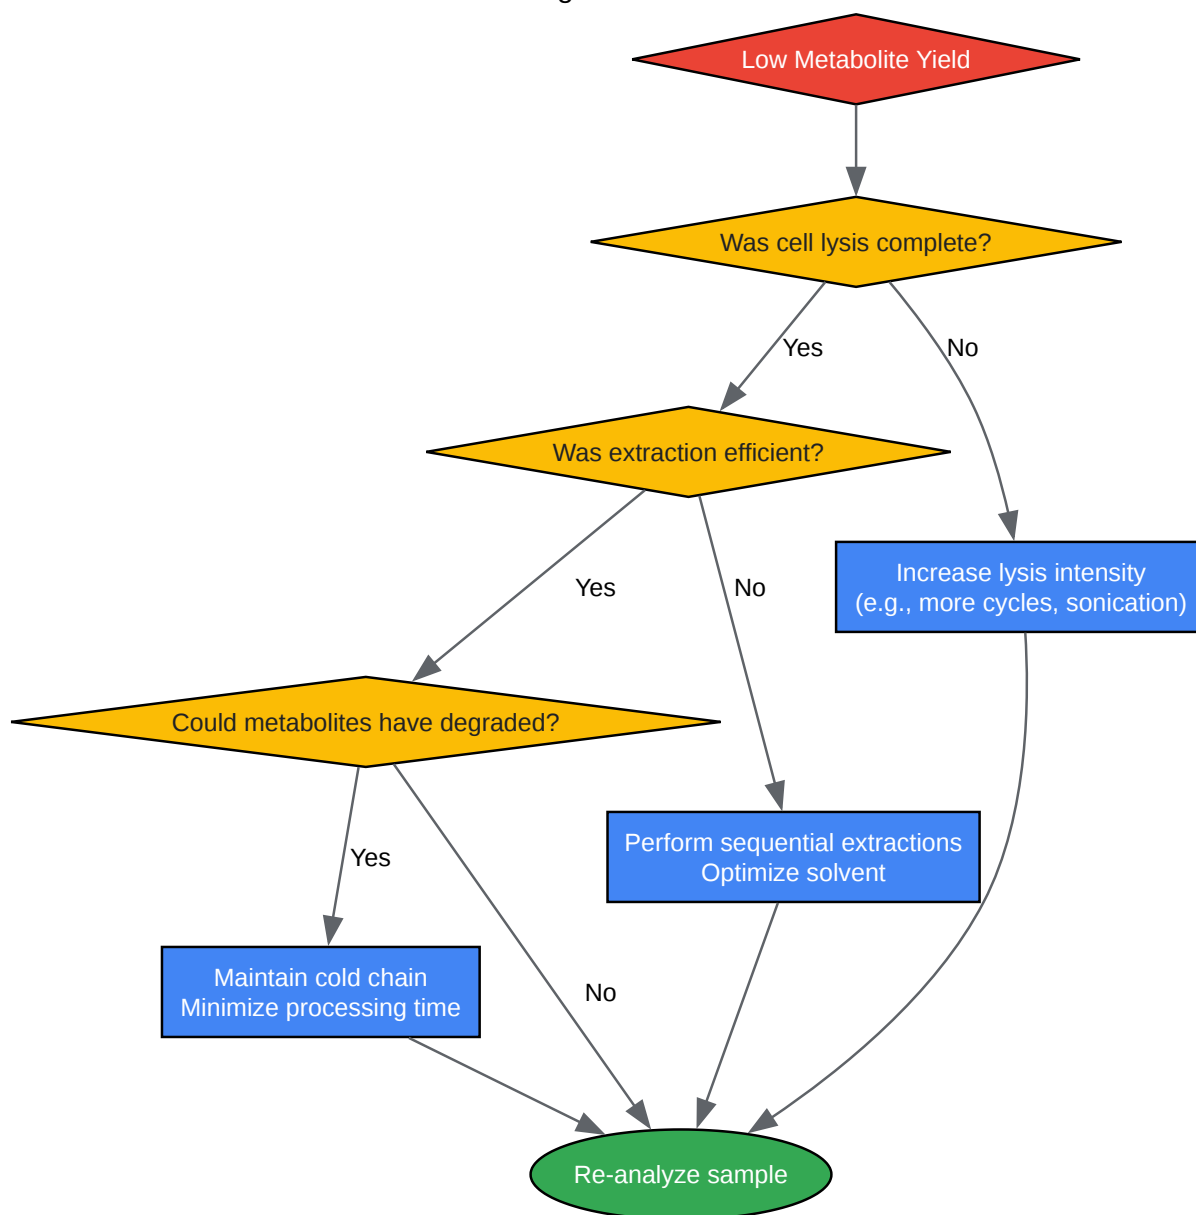 Low Metabolite Yield
Was cell lysis complete?
Yes
No
Was extraction efficient?
Increase lysis intensity
(e.g., more cycles, sonication)
Yes
No
Could metabolites have degraded?
Perform sequential extractions
Optimize solvent
Yes
Maintain cold chain
Minimize processing time
No
Re-analyze sample